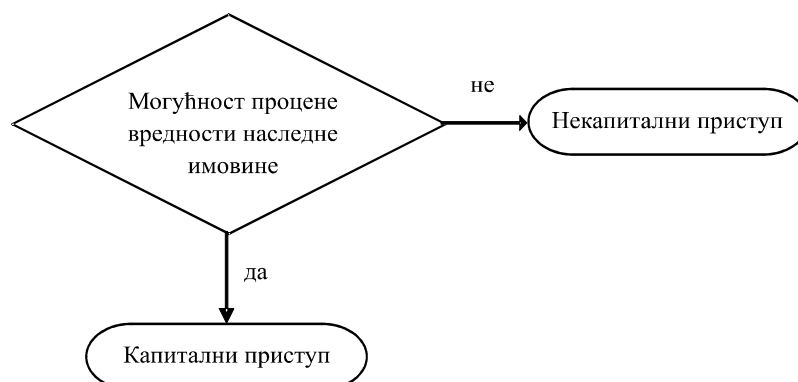 Могућност процене
вредности наследне
имовине
не
Некапитални приступ
да
Капитални приступ